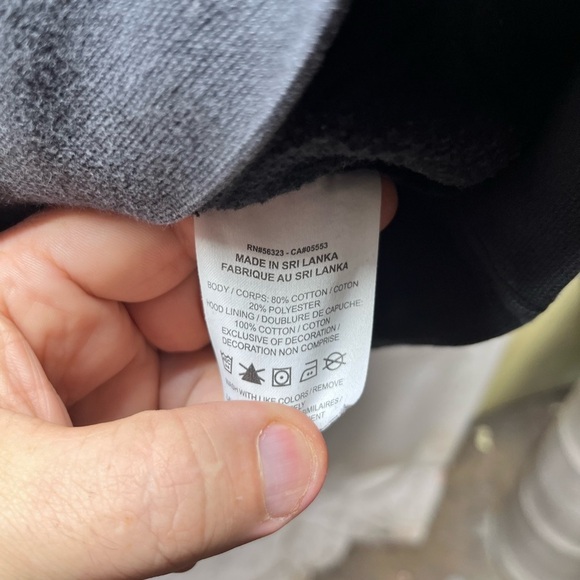 RN#56323 - CA#05553
MADE IN SRI LANKA
FABRIQUE AU SRI LANKA
BODY / CORPS: 80% COTTON / COTON
20% POLYESTER
HOOD LINING / DOUBLURE DE CAPUCHE:
100% COTTON / COTON
EXCLUSIVE OF DECORATION /
DECORATION NON COMPRISE
WASH WITH LIKE COLORS / REMOVE